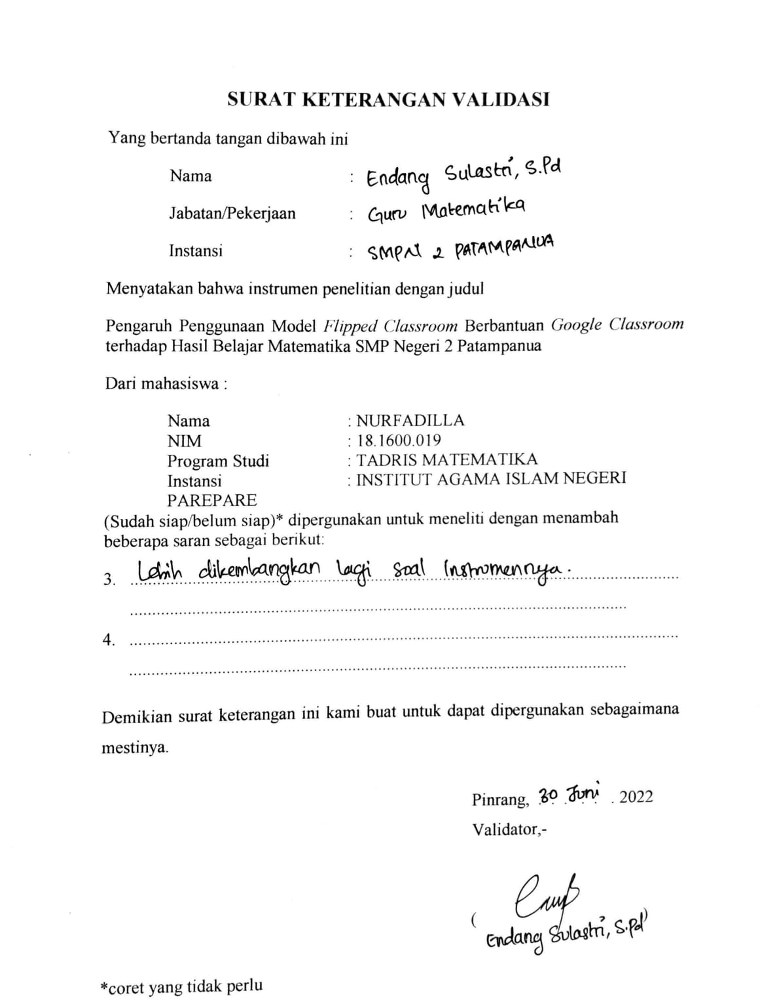 SURAT KETERANGAN VALIDASI
Yang bertanda tangan dibawah ini
Nama : Endang Sulastri, S.Pd
Jabatan/Pekerjaan : Guru Matematika
Instansi : SMPN 2 PATAMPANUA
Menyatakan bahwa instrumen penelitian dengan judul
Pengaruh Penggunaan Model Flipped Classroom Berbantuan Google Classroom
terhadap Hasil Belajar Matematika SMP Negeri 2 Patampanua
Dari mahasiswa :
Nama : NURFADILLA
NIM : 18.1600.019
Program Studi : TADRIS MATEMATIKA
Instansi : INSTITUT AGAMA ISLAM NEGERI
PAREPARE
(Sudah siap/belum siap)* dipergunakan untuk meneliti dengan menambah
beberapa saran sebagai berikut:
3. Lebih dikembangkan lagi soal Instrumennya.
4.
Demikian surat keterangan ini kami buat untuk dapat dipergunakan sebagaimana
mestinya.
Pinrang, 30 Juni . 2022
Validator,-
(Endang Sulastri, S.Pd)
*coret yang tidak perlu